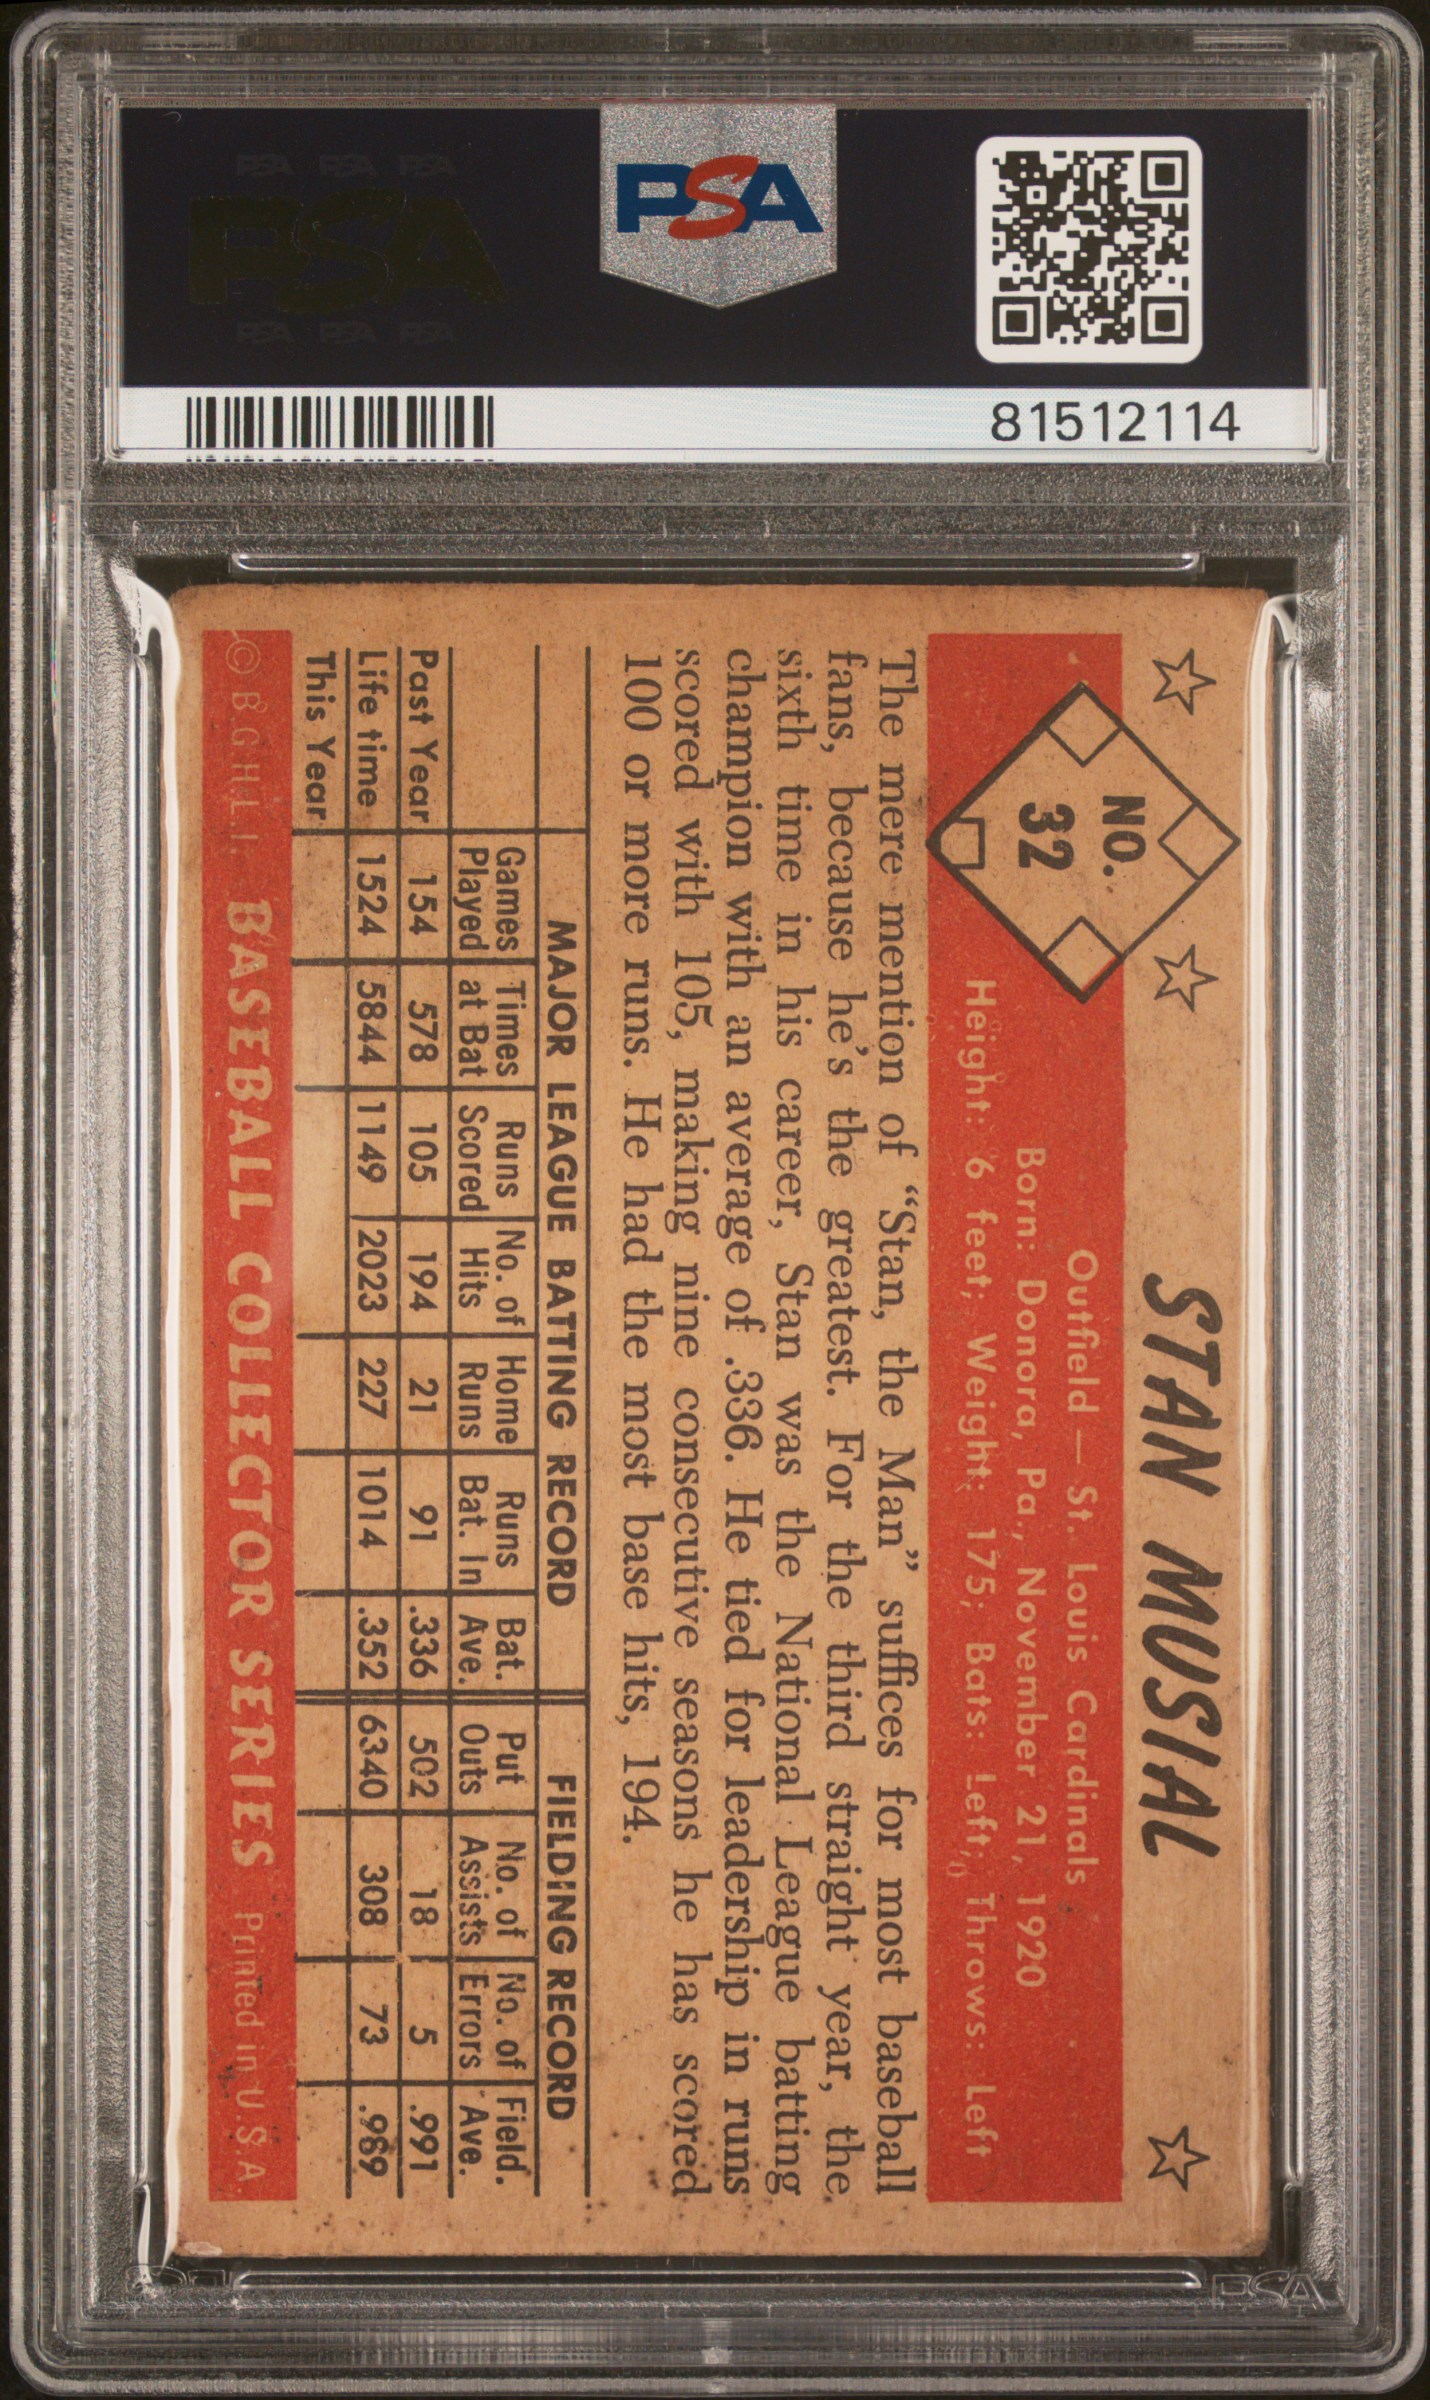 PSA PSA PSA
PSA
PSA PSA PSA
PSA
81512114
STAN MUSIAL
NO.
32
Outfield — St. Louis Cardinals
Born: Donora, Pa., November 21, 1920
Height: 6 feet; Weight: 175; Bats: Left; Throws: Left
The mere mention of “Stan, the Man” suffices for most baseball
fans, because he's the greatest. For the third straight year, the
sixth time in his career, Stan was the National League batting
champion with an average of .336. He tied for leadership in runs
scored with 105, making nine consecutive seasons he has scored
100 or more runs. He had the most base hits, 194.
MAJOR LEAGUE BATTING RECORD FIELDING RECORD
Games Times Runs No. of Home Runs Bat. Put No. of No. of Field.
Played at Bat Scored Hits Runs Bat. In Ave. Outs Assists Errors Ave.
Past Year 154 578 105 194 21 91 .336 502 18 5 .991
Life time 1524 5844 1149 2023 227 1014 .352 6340 308 73 .989
This Year
© B.G.H.L.I. BASEBALL COLLECTOR SERIES Printed in U.S.A.
PSA